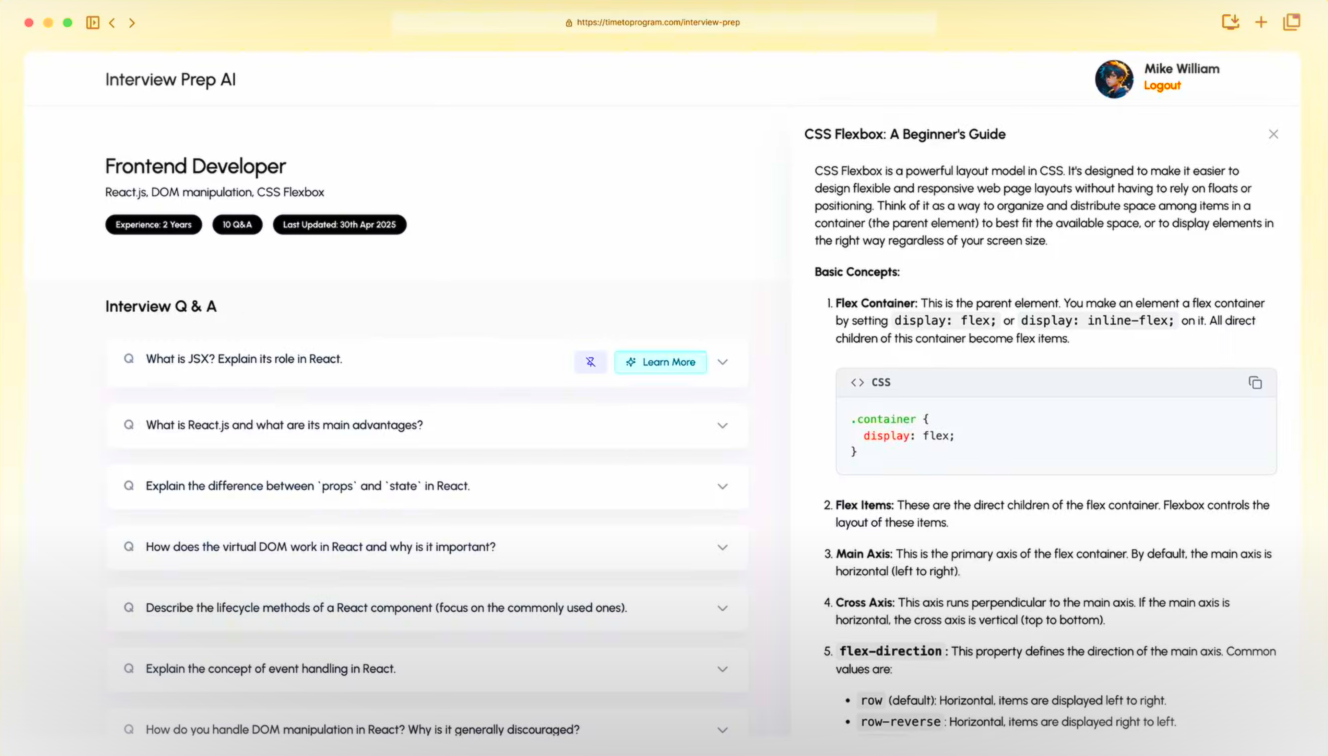 https://timetoprogram.com/interview-prep
Interview Prep AI
Mike William
Logout
Frontend Developer
React.js, DOM manipulation, CSS Flexbox
Experience: 2 Years
10 Q&A
Last Updated: 30th Apr 2025
Interview Q & A
Q What is JSX? Explain its role in React.
Learn More
Q What is React.js and what are its main advantages?
Q Explain the difference between `props` and `state` in React.
Q How does the virtual DOM work in React and why is it important?
Q Describe the lifecycle methods of a React component (focus on the commonly used ones).
Q Explain the concept of event handling in React.
Q How do you handle DOM manipulation in React? Why is it generally discouraged?
CSS Flexbox: A Beginner's Guide
CSS Flexbox is a powerful layout model in CSS. It's designed to make it easier to
design flexible and responsive web page layouts without having to rely on floats or
positioning. Think of it as a way to organize and distribute space among items in a
container (the parent element) to best fit the available space, or to display elements in
the right way regardless of your screen size.
Basic Concepts:
1. Flex Container: This is the parent element. You make an element a flex container
by setting display: flex; or display: inline-flex; on it. All direct
children of this container become flex items.
<> CSS
.container {
display: flex;
}
2. Flex Items: These are the direct children of the flex container. Flexbox controls the
layout of these items.
3. Main Axis: This is the primary axis of the flex container. By default, the main axis is
horizontal (left to right).
4. Cross Axis: This axis runs perpendicular to the main axis. If the main axis is
horizontal, the cross axis is vertical (top to bottom).
5. flex-direction : This property defines the direction of the main axis. Common
values are:
• row (default): Horizontal, items are displayed left to right.
• row-reverse : Horizontal, items are displayed right to left.